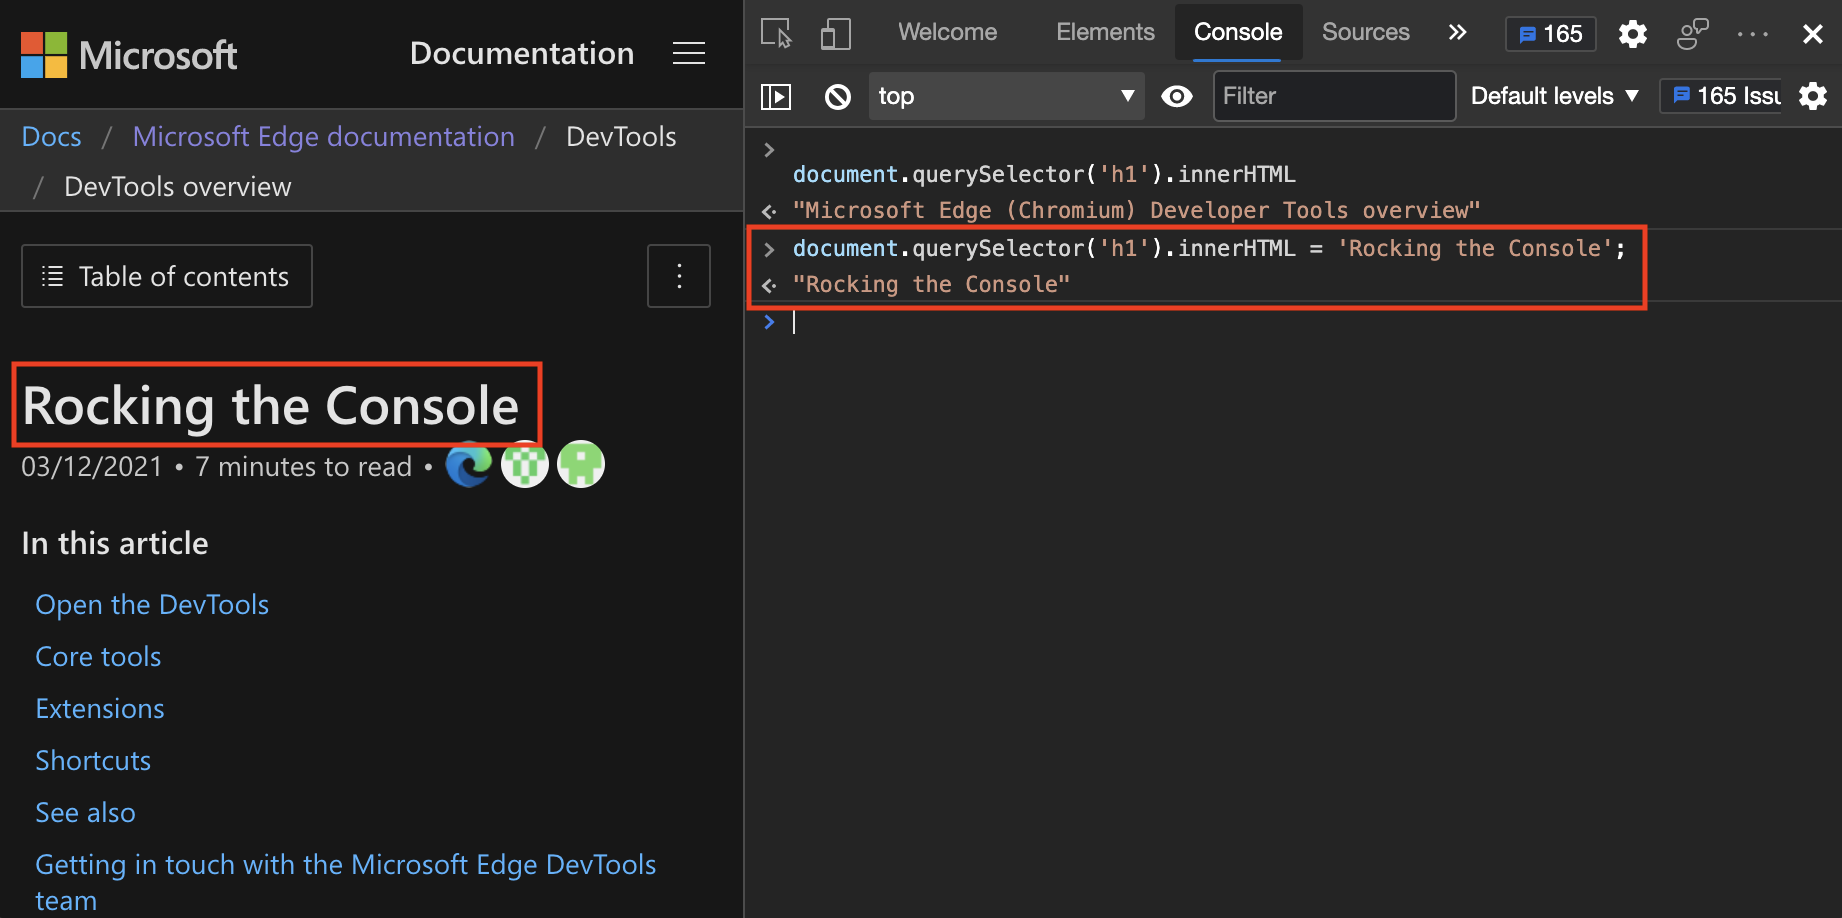 Microsoft
Documentation
Docs / Microsoft Edge documentation / DevTools
/ DevTools overview
Table of contents
Rocking the Console
03/12/2021 • 7 minutes to read •
In this article
Open the DevTools
Core tools
Extensions
Shortcuts
See also
Getting in touch with the Microsoft Edge DevTools
team
Welcome Elements Console Sources » 165
top Filter Default levels 165 Issu
>
document.querySelector('h1').innerHTML
"Microsoft Edge (Chromium) Developer Tools overview"
> document.querySelector('h1').innerHTML = 'Rocking the Console';
"Rocking the Console"
>